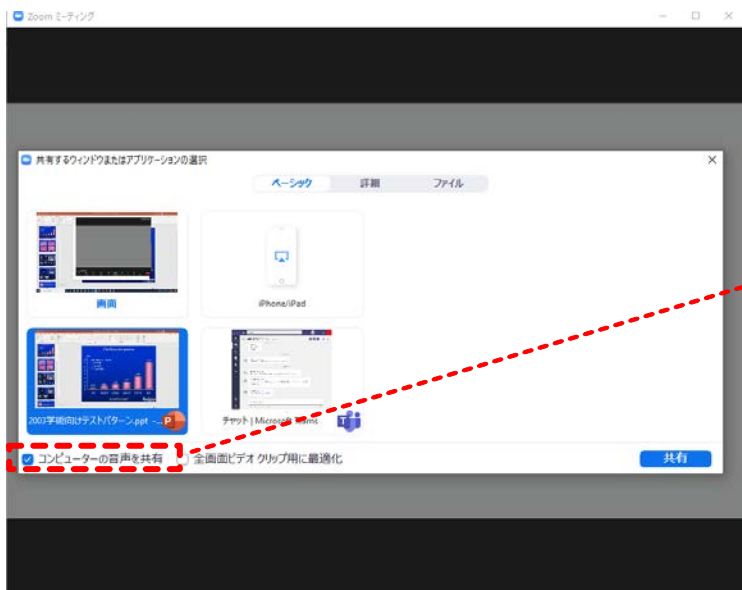 Zoom ミーティング
共有するウィンドウまたはアプリケーションの選択
ベーシック
詳細
ファイル
画面
iPhone/iPad
2003学術向けテストパターン.ppt - ...
P
チャット | Microsoft Teams
コンピューターの音声を共有
全画面ビデオ クリップ用に最適化
共有